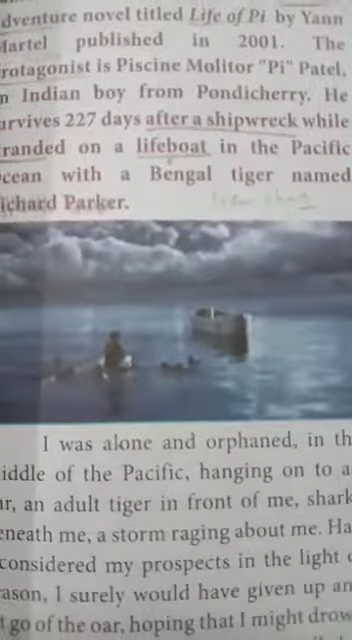 dventure novel titled Life of Pi by Yann
Martel published in 2001. The
rotagonist is Piscine Molitor "Pi" Patel,
n Indian boy from Pondicherry. He
urvives 227 days after a shipwreck while
tranded on a lifeboat in the Pacific
cean with a Bengal tiger named
ichard Parker.
I was alone and orphaned, in th
iddle of the Pacific, hanging on to a
ar, an adult tiger in front of me, shark
eneath me, a storm raging about me. Ha
considered my prospects in the light o
ason, I surely would have given up an
t go of the oar, hoping that I might drow